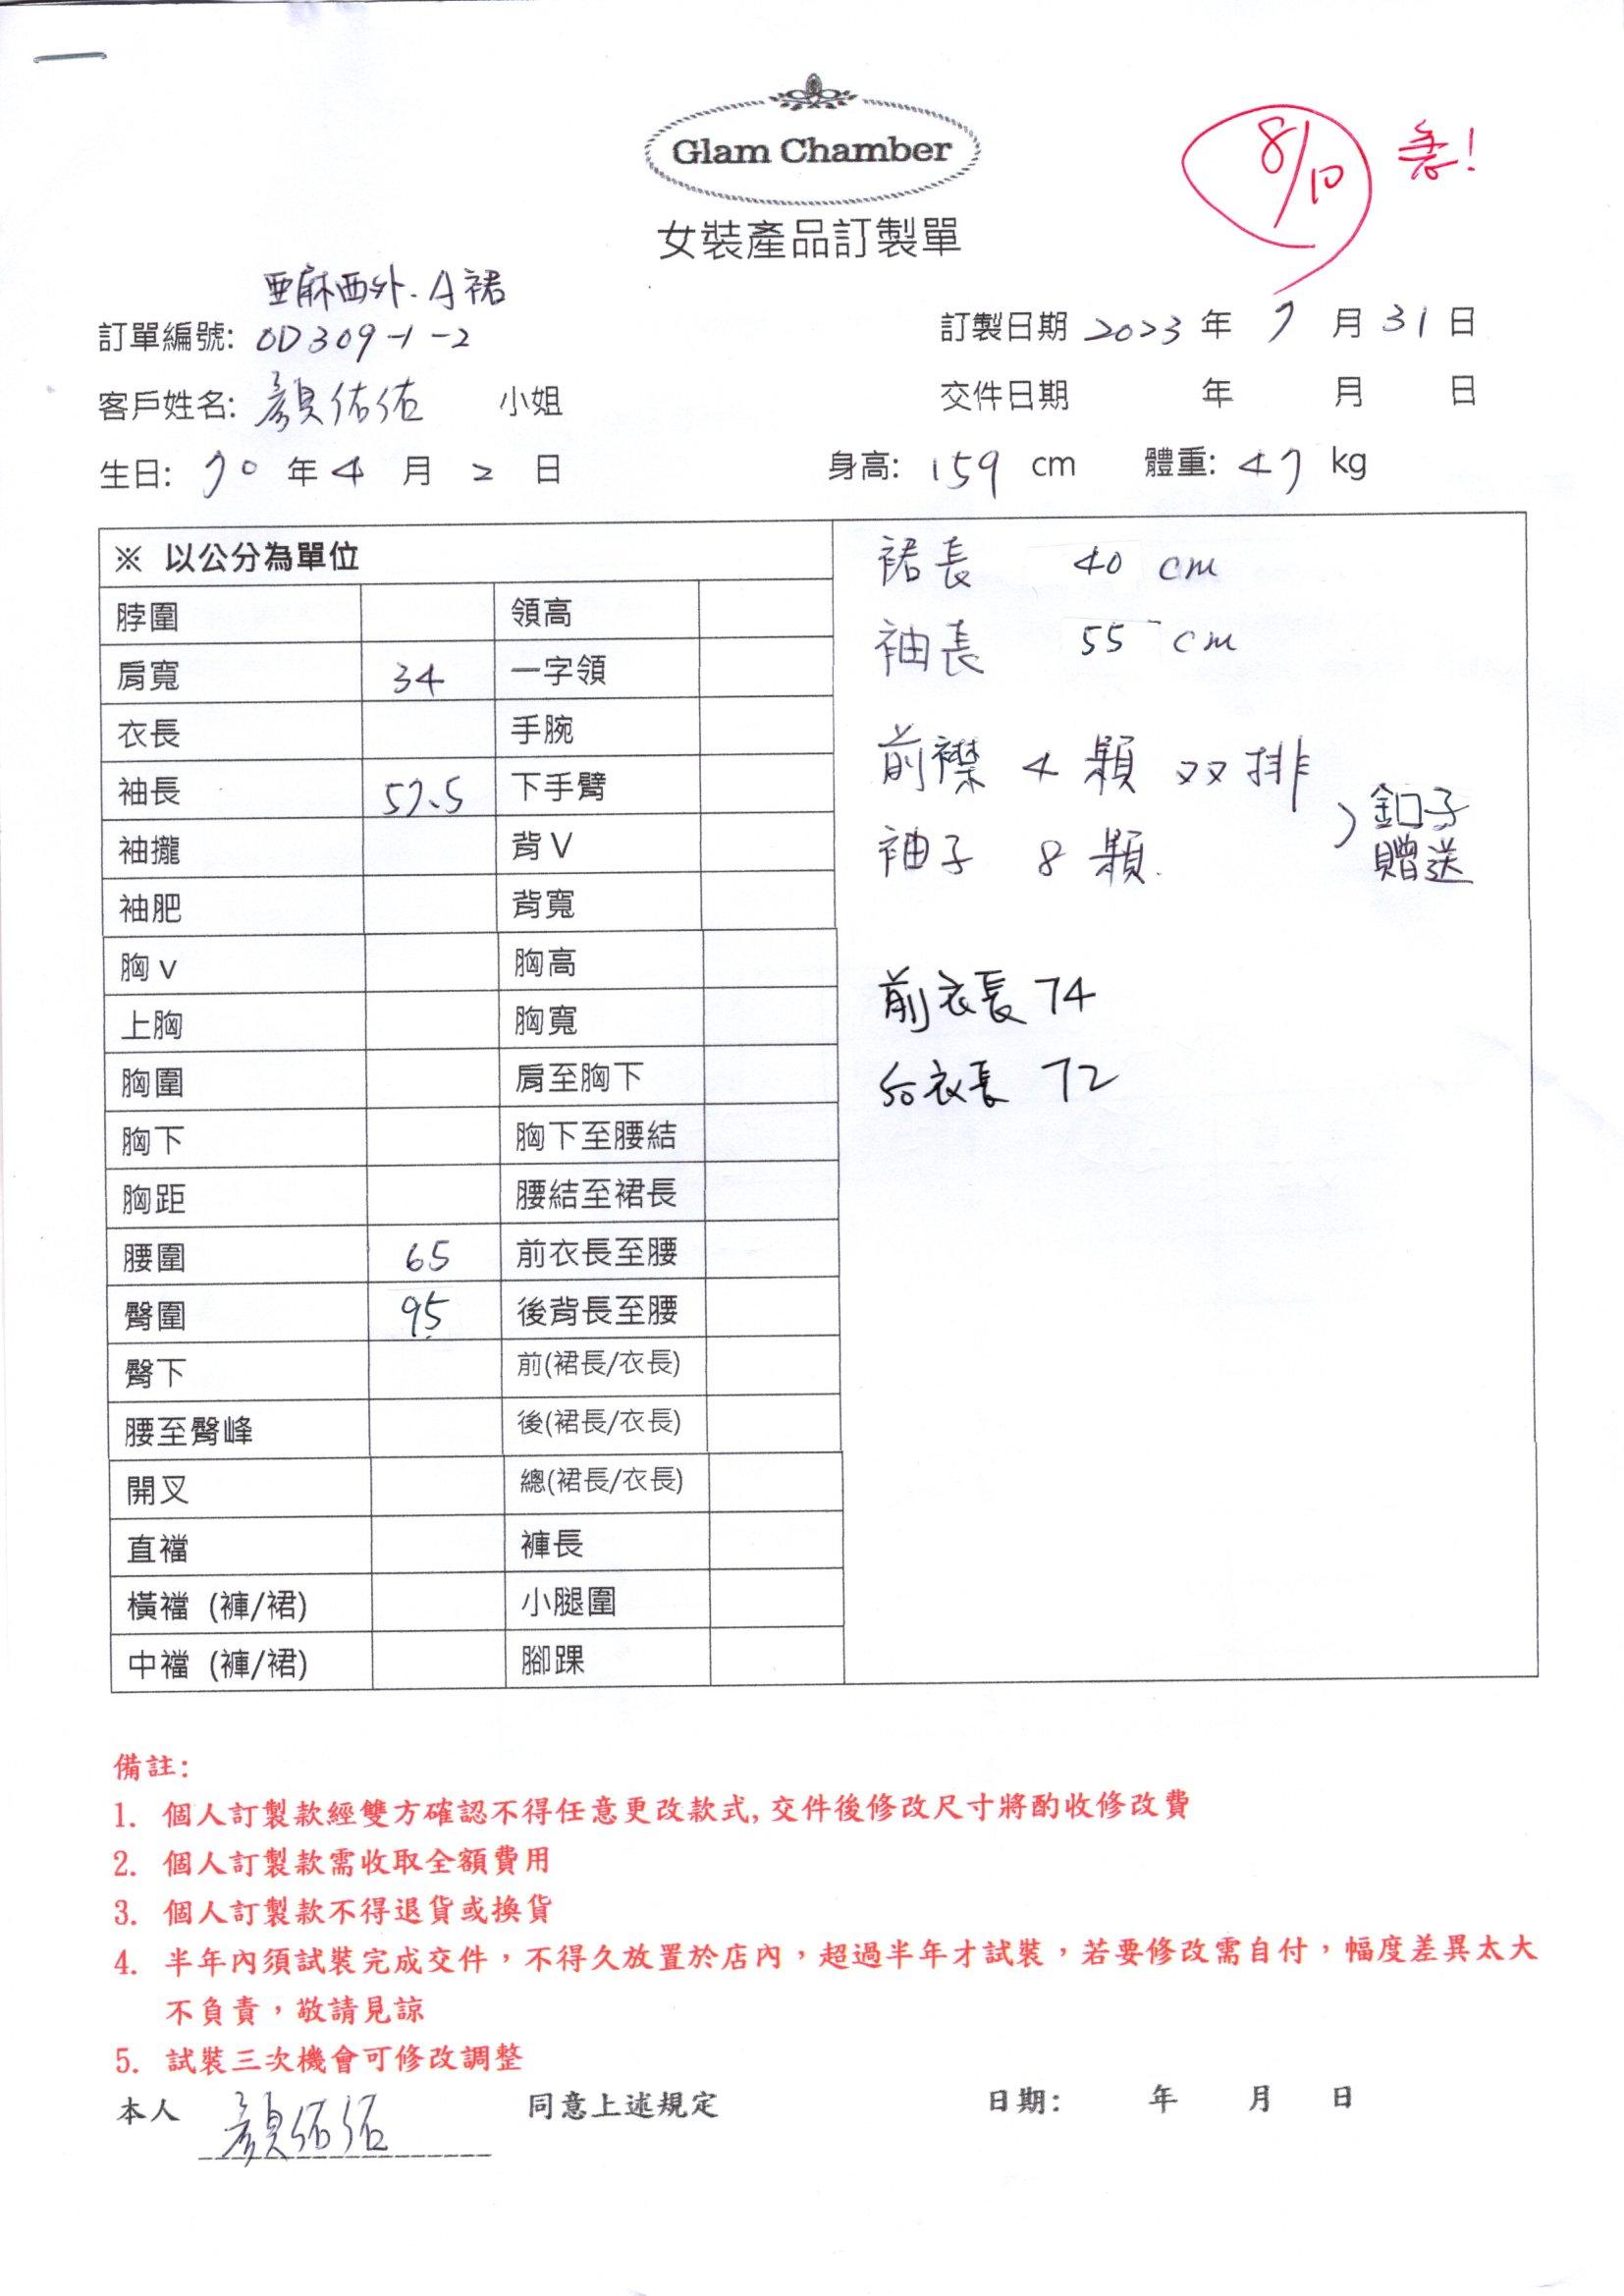 Glam Chamber
8/10 急!
女裝產品訂製單
亜麻西外.A裙
訂單編號: OD309-1-2
訂製日期 2023 年 7 月 31 日
客戶姓名: 顏佑佑 小姐
交件日期 年 月 日
生日: 70 年 4 月 2 日
身高: 159 cm 體重: 47 kg
※ 以公分為單位
脖圍 領高
肩寬 34 一字領
衣長 手腕
袖長 57.5 下手臂
袖攏 背V
袖肥 背寬
胸v 胸高
上胸 胸寬
胸圍 肩至胸下
胸下 胸下至腰結
胸距 腰結至裙長
腰圍 65 前衣長至腰
臀圍 95 後背長至腰
臀下 前(裙長/衣長)
腰至臀峰 後(裙長/衣長)
開叉 總(裙長/衣長)
直襠 褲長
橫襠 (褲/裙) 小腿圍
中襠 (褲/裙) 腳踝
裙長 40 cm
袖長 55 cm
前襟 4 顆 双排
袖子 8 顆.
釦子
贈送
前衣長 74
后衣長 72
備註:
1. 個人訂製款經雙方確認不得任意更改款式,交件後修改尺寸將酌收修改費
2. 個人訂製款需收取全額費用
3. 個人訂製款不得退貨或換貨
4. 半年內須試裝完成交件，不得久放置於店內，超過半年才試裝，若要修改需自付，幅度差異太大
不負責，敬請見諒
5. 試裝三次機會可修改調整
本人 顏佑佑 同意上述規定 日期: 年 月 日